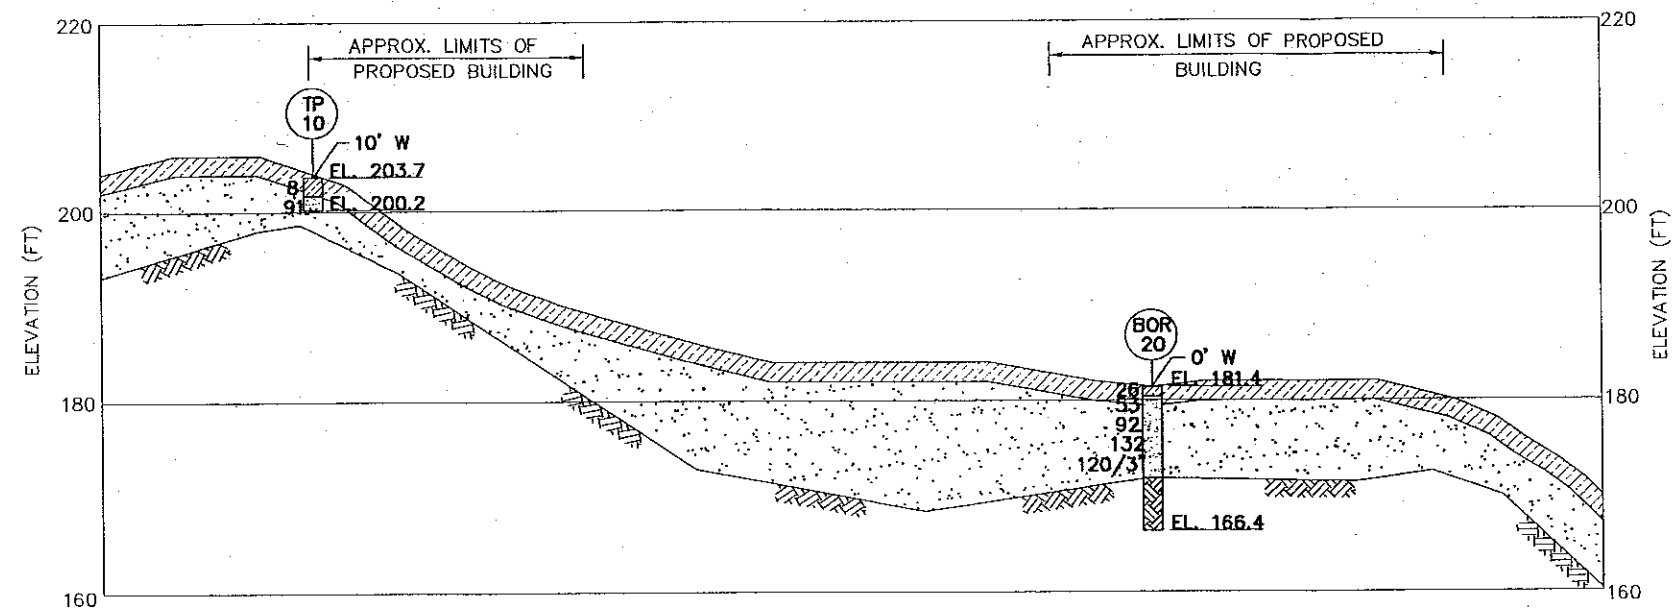 220
220
APPROX. LIMITS OF
PROPOSED BUILDING
APPROX. LIMITS OF PROPOSED
BUILDING
TP
10
10' W
EL. 203.7
8
91
EL. 200.2
200
200
ELEVATION (FT)
ELEVATION (FT)
BOR
20
0' W
EL. 181.4
26
53
92
132
120/3"
180
180
EL. 166.4
160
160